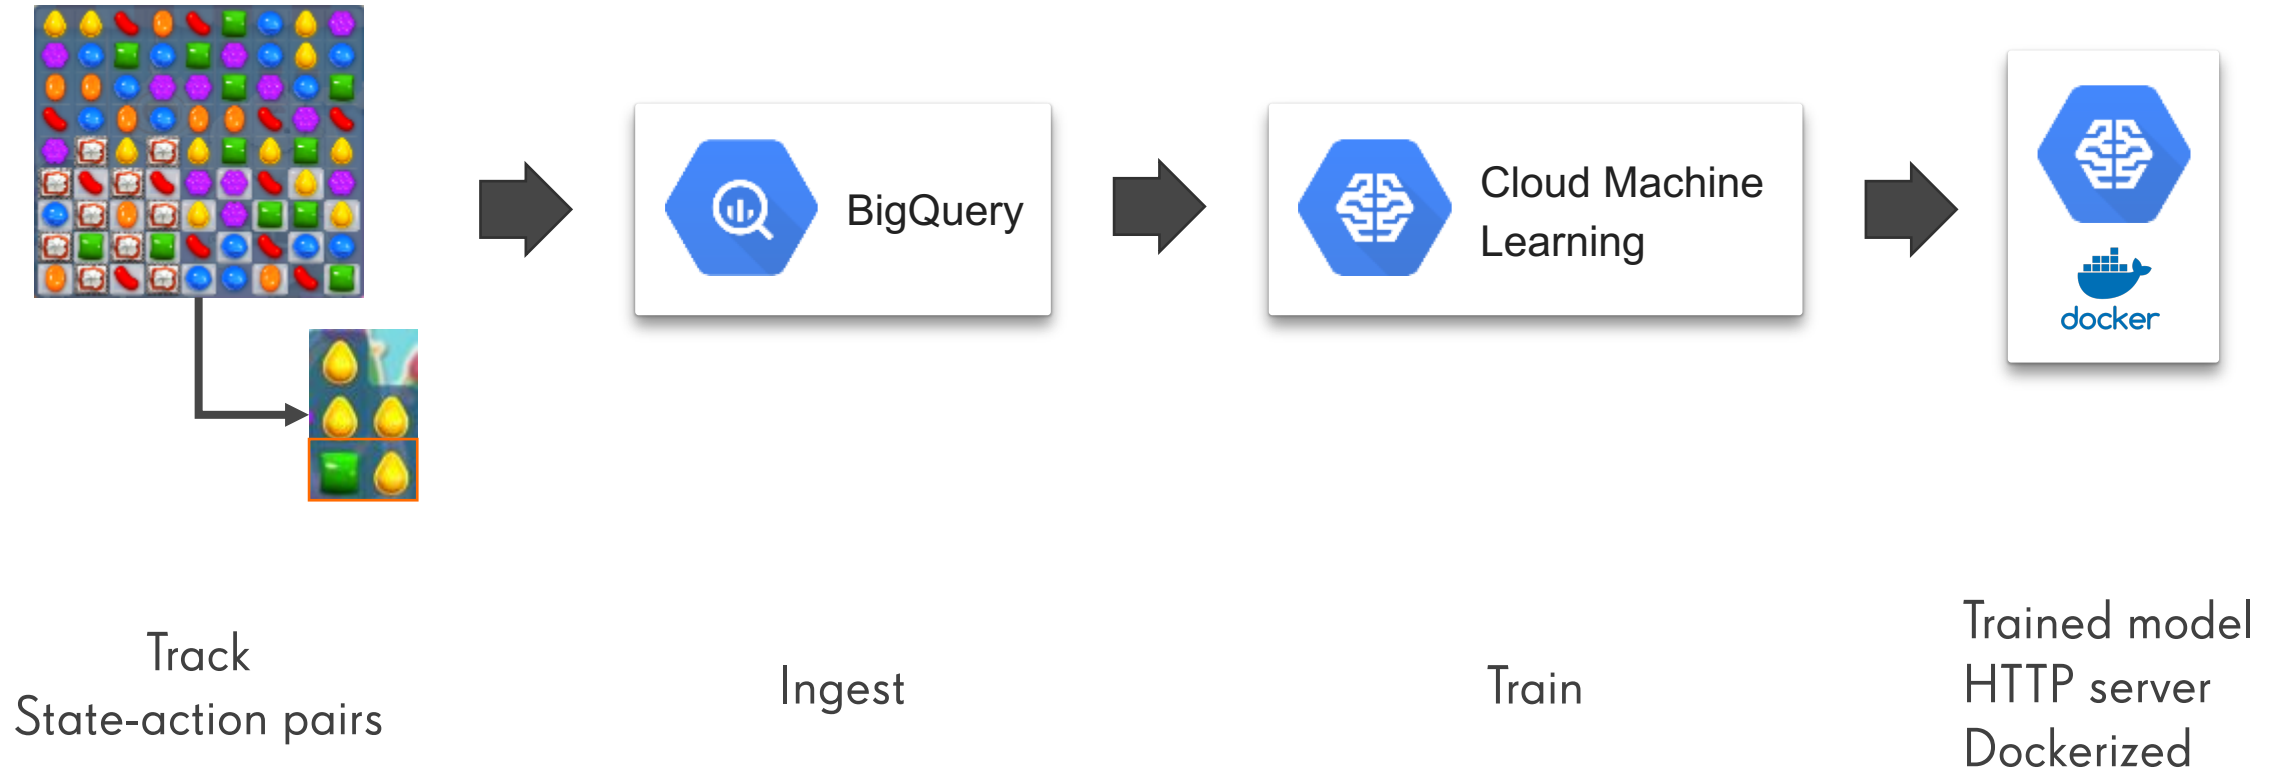 BigQuery
Cloud Machine
Learning
docker
Track
State-action pairs
Ingest
Train
Trained model
HTTP server
Dockerized